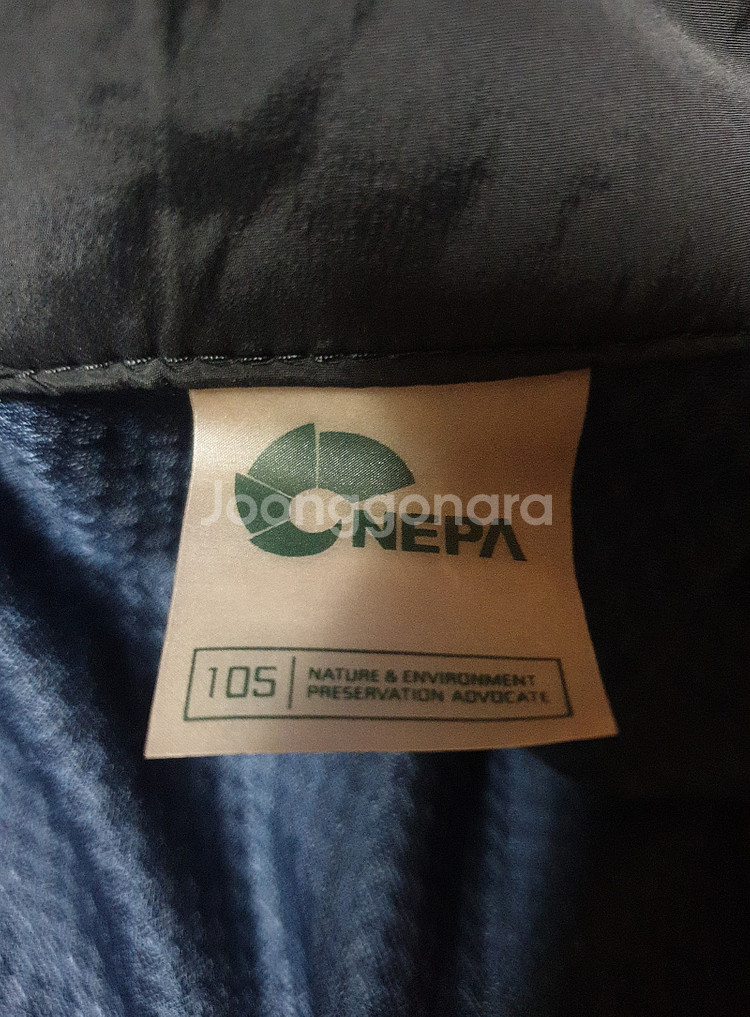 Joonggonara
NEPA
105
NATURE & ENVIRONMENT
PRESERVATION ADVOCATE